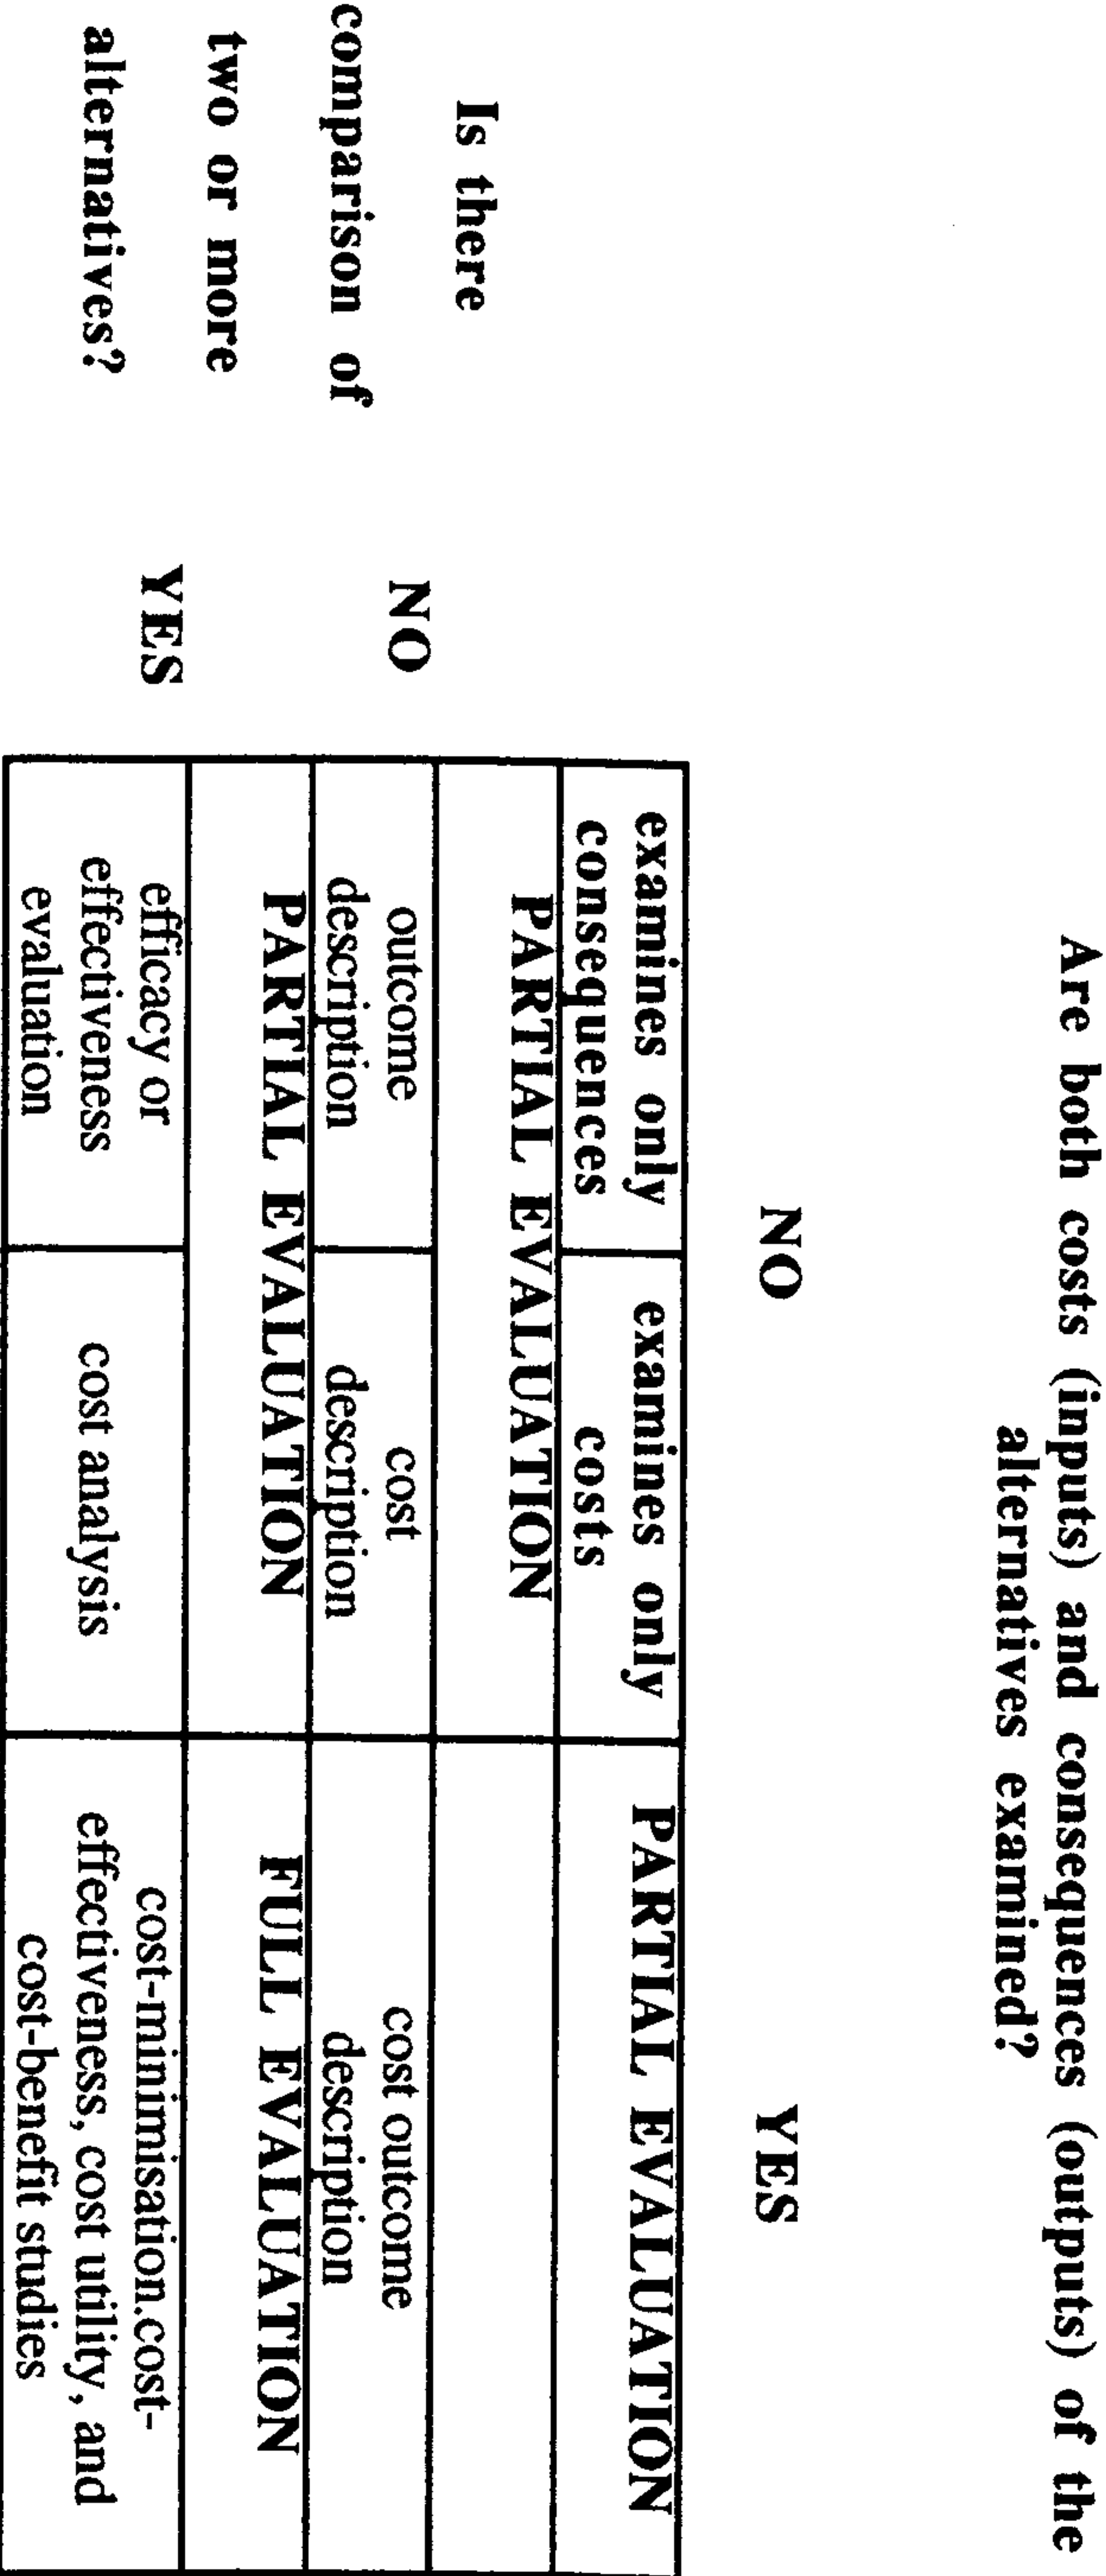 Are both costs (inputs) and consequences (outputs) of the
alternatives examined?
NO
YES
examines only
consequences
examines only
costs
PARTIAL EVALUATION
Is there
comparison of
two or more
alternatives?
NO
PARTIAL EVALUATION
outcome
description
cost
description
cost outcome
description
YES
PARTIAL EVALUATION
FULL EVALUATION
efficacy or
effectiveness
evaluation
cost analysis
cost-minimisation.cost-
effectiveness, cost utility, and
cost-benefit studies